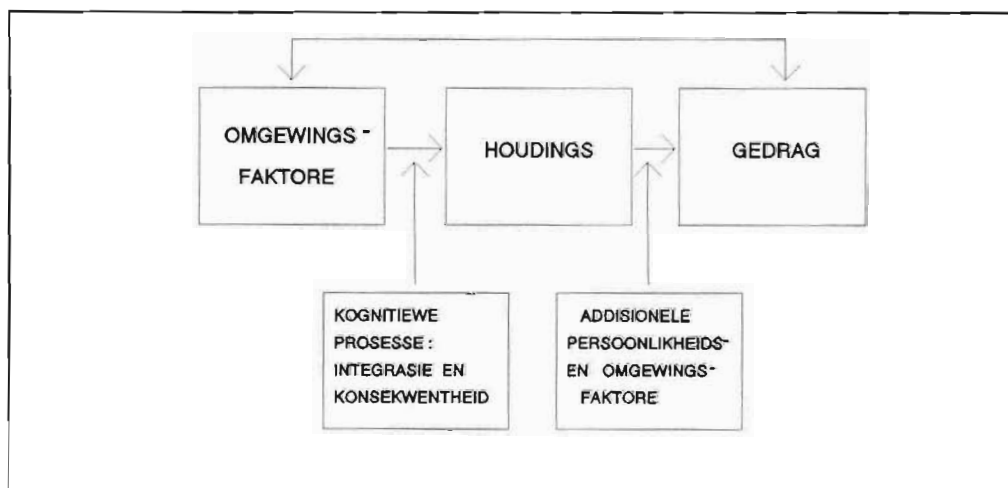 OMGEWINGS-
FAKTORE
HOUDINGS
GEDRAG
KOGNITIEWE
PROSESSE:
INTEGRASIE EN
KONSEKWENTHEID
ADDISIONELE
PERSOONLIKHEIDS-
EN OMGEWINGS-
FAKTORE